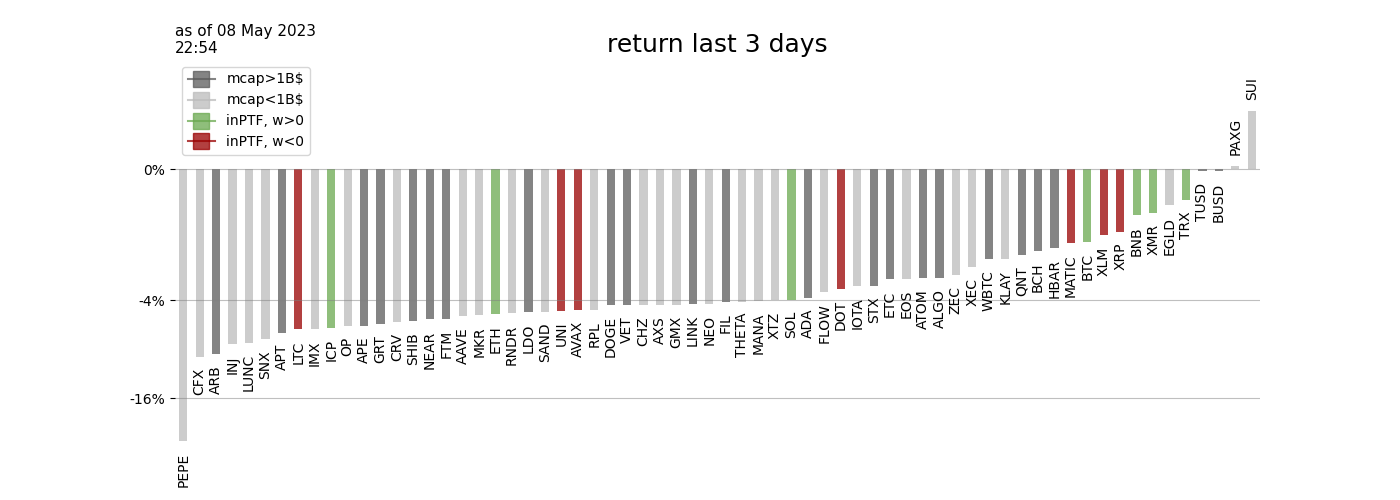 as of 08 May 2023
22:54
return last 3 days
mcap>1B$
mcap<1B$
inPTF, w>0
inPTF, w<0
0%
-4%
-16%
PEPE
CFX
ARB
INJ
LUNC
SNX
APT
LTC
IMX
ICP
OP
APE
GRT
CRV
SHIB
NEAR
FTM
AAVE
MKR
ETH
RNDR
LDO
SAND
UNI
AVAX
RPL
DOGE
VET
CHZ
AXS
GMX
LINK
NEO
FIL
THETA
MANA
XTZ
SOL
ADA
FLOW
DOT
IOTA
STX
ETC
EOS
ATOM
ALGO
ZEC
XEC
WBTC
KLAY
QNT
BCH
HBAR
MATIC
BTC
XLM
XRP
BNB
XMR
EGLD
TRX
TUSD
BUSD
PAXG
SUI